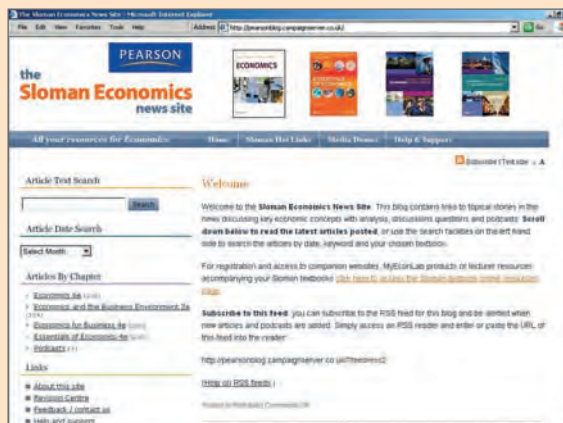 The Sloman Economics News Site - Microsoft Internet Explorer
File Edit View Favorites Tools Help
Address http://pearsonblog.campaignserver.co.uk/
Go
PEARSON
the
Sloman Economics
news site
ECONOMICS
ECONOMICS
All your resources for Economics
Home
Sloman Hot Links
Media Demos
Help & Support
Subscribe
A
Article Text Search
Search
Article Date Search
Select Month
Articles By Chapter
Economics 6e
Economics and the Business Environment 2e
Economics for Business 4e
Essentials of Economics 4e
Podcasts
Links
About this site
Revision Centre
Feedback / contact us
Help and support
Welcome
Welcome to the Sloman Economics News Site. This blog contains links to topical stories in the
news discussing key economic concepts with analysis, discussions questions and podcasts. Scroll
down below to read the latest articles posted, or use the search facilities on the left hand
side to search the articles by date, keyword and your chosen textbook.
For registration and access to companion websites, MyEconLab products or lecturer resources
accompanying your Sloman textbooks click here to access the Sloman textbook online resources
page.
Subscribe to this feed: you can subscribe to the RSS feed for this blog and be alerted when
new articles and podcasts are added. Simply access an RSS reader and enter or paste the URL of
this feed into the reader:
http://pearsonblog.campaignserver.co.uk/?feed=rss2
(Help on RSS feeds )